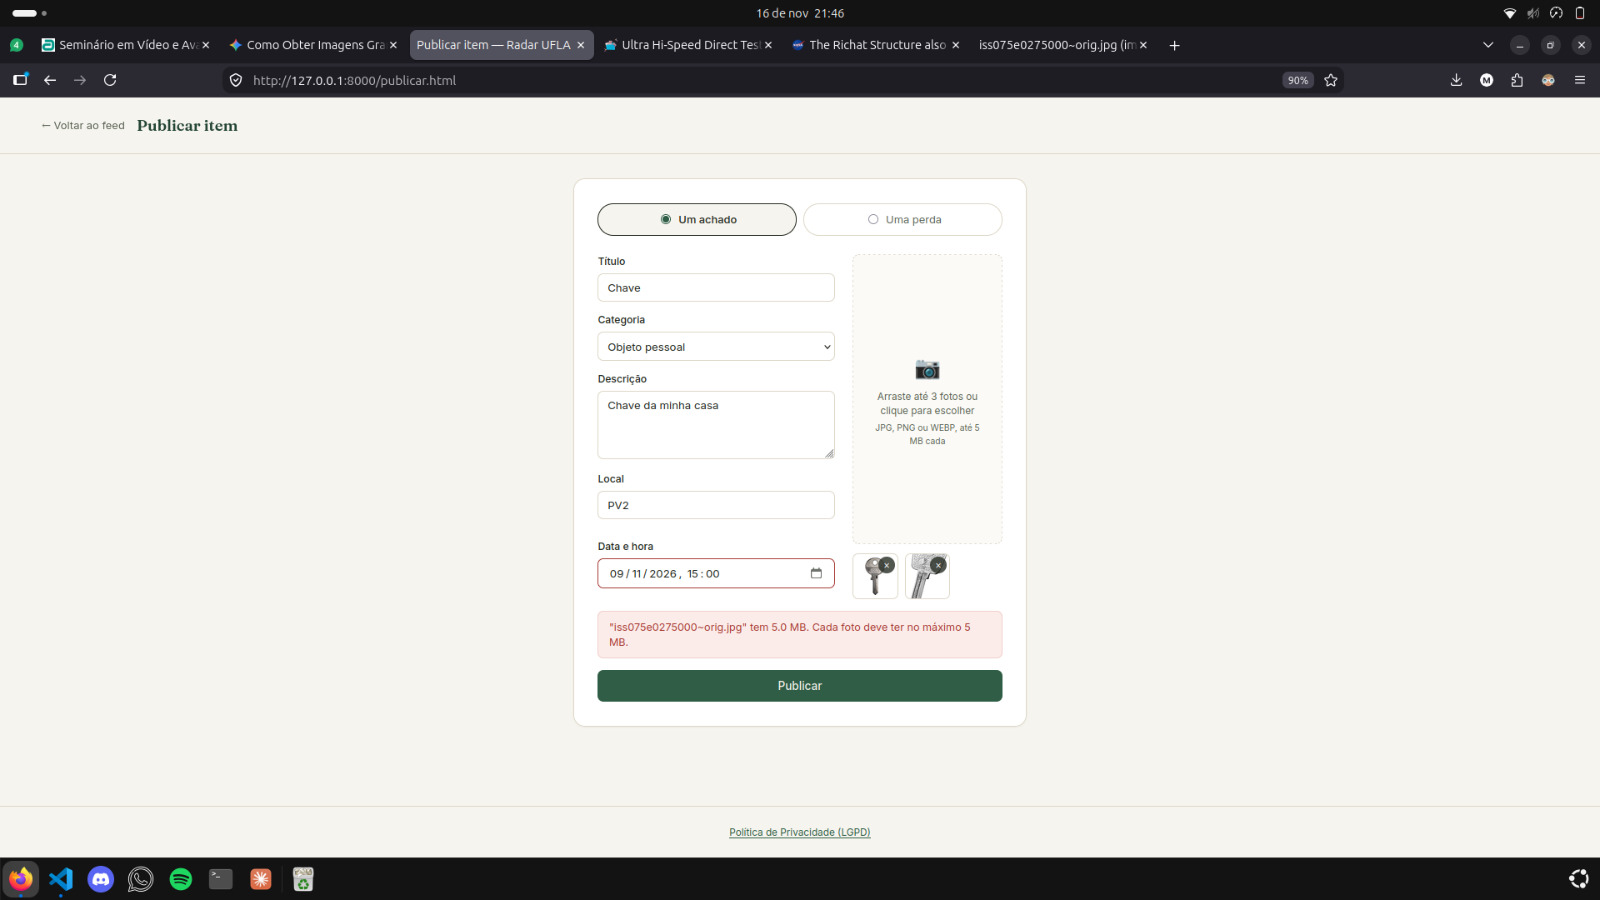 16 de nov 21:46
4
Seminário em Vídeo e Ava
Como Obter Imagens Gra
Publicar item — Radar UFLA
Ultra Hi-Speed Direct Tes
The Richat Structure also
iss075e0275000~orig.jpg (im
http://127.0.0.1:8000/publicar.html
90%
M
← Voltar ao feed
Publicar item
Um achado
Uma perda
Título
Chave
Categoria
Objeto pessoal
Descrição
Chave da minha casa
Local
PV2
Data e hora
09/11/2026, 15:00
Arraste até 3 fotos ou
clique para escolher
JPG, PNG ou WEBP, até 5
MB cada
"iss075e0275000~orig.jpg" tem 5.0 MB. Cada foto deve ter no máximo 5
MB.
Publicar
Política de Privacidade (LGPD)